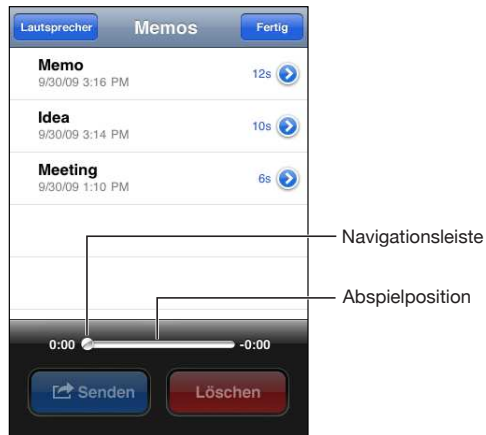 Lautsprecher Memos Fertig
Memo
9/30/09 3:16 PM
12s
Idea
9/30/09 3:14 PM
10s
Meeting
9/30/09 1:10 PM
6s
Navigationsleiste
Abspielposition
0:00 -0:00
Senden Löschen